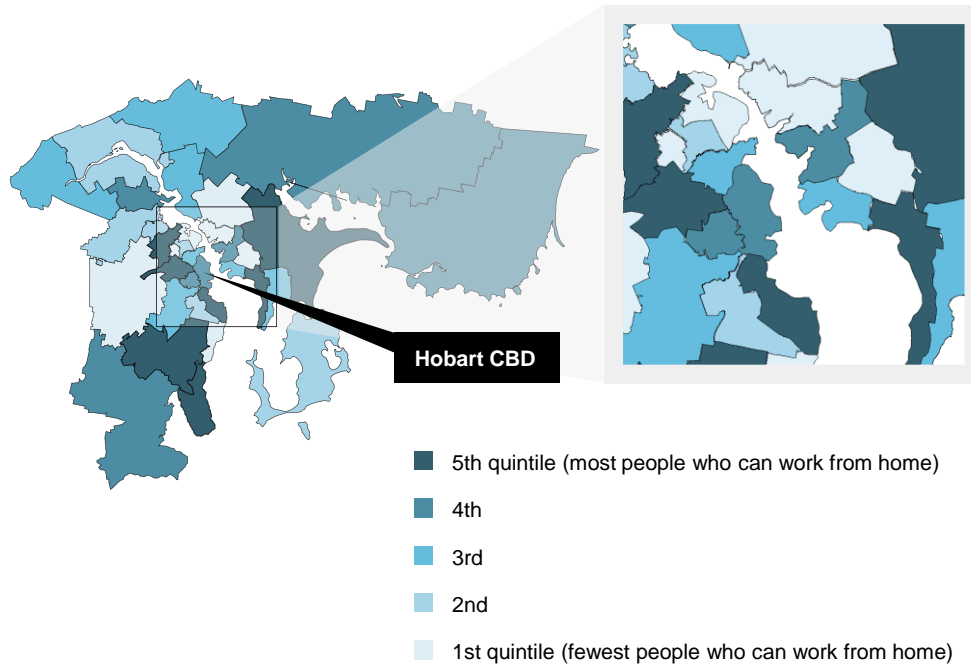 Hobart CBD
5th quintile (most people who can work from home)
4th
3rd
2nd
1st quintile (fewest people who can work from home)